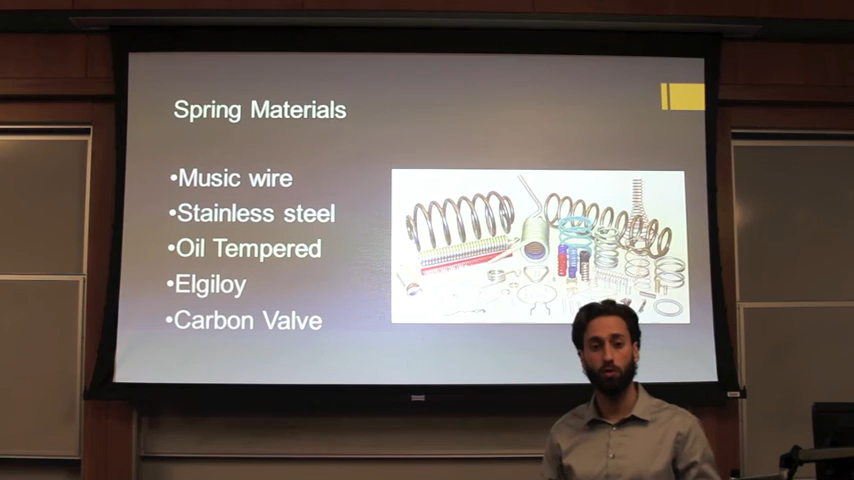 Spring Materials
•Music wire
•Stainless steel
•Oil Tempered
•Elgiloy
•Carbon Valve